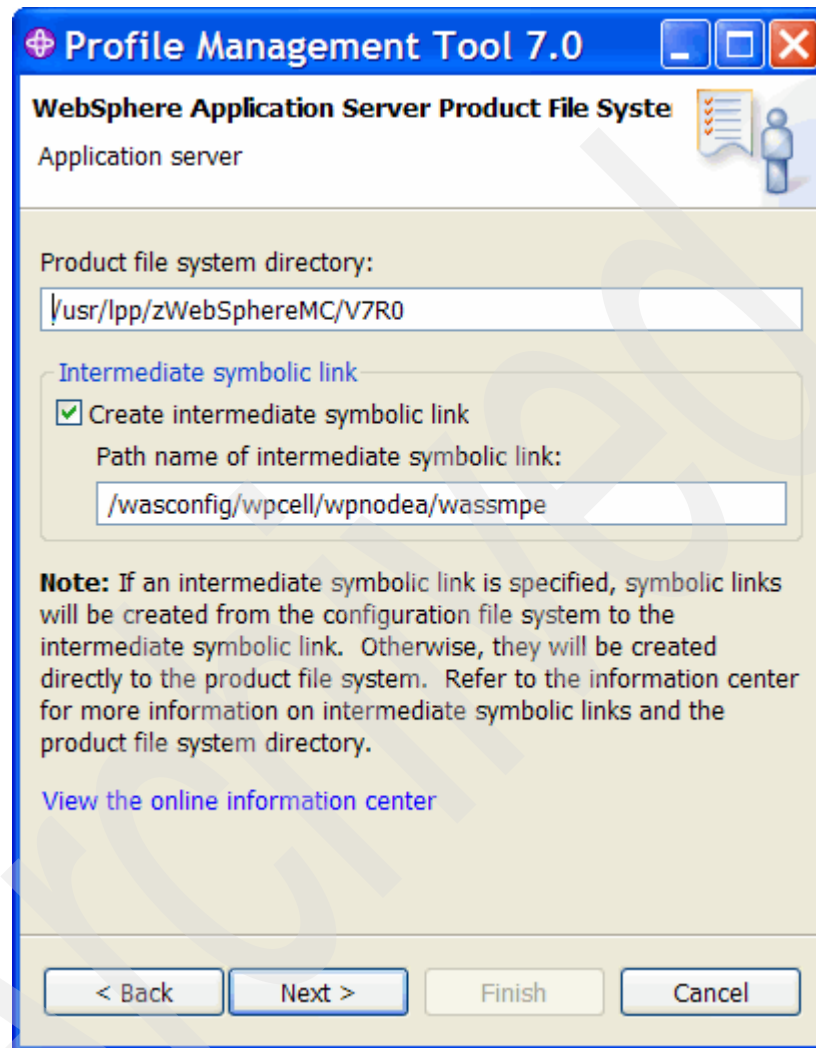 Profile Management Tool 7.0
WebSphere Application Server Product File Syste
Application server
Product file system directory:
/usr/lpp/zWebSphereMC/V7R0
Intermediate symbolic link
Create intermediate symbolic link
Path name of intermediate symbolic link:
/wasconfig/wpcell/wpnodea/wassmpe
Note: If an intermediate symbolic link is specified, symbolic links
will be created from the configuration file system to the
intermediate symbolic link. Otherwise, they will be created
directly to the product file system. Refer to the information center
for more information on intermediate symbolic links and the
product file system directory.
View the online information center
< Back
Next >
Finish
Cancel
Archived